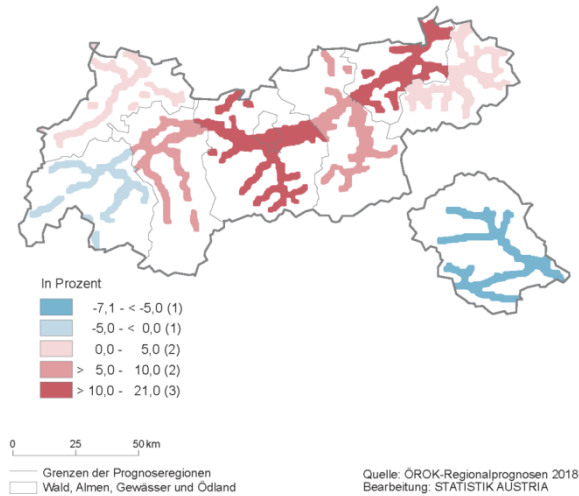 In Prozent
-7,1 - < -5,0 (1)
-5,0 - < 0,0 (1)
0,0 - 5,0 (2)
> 5,0 - 10,0 (2)
> 10,0 - 21,0 (3)
0 25 50 km
Grenzen der Prognoseregionen
Wald, Almen, Gewässer und Ödland
Quelle: ÖROK-Regionalprognosen 2018
Bearbeitung: STATISTIK AUSTRIA